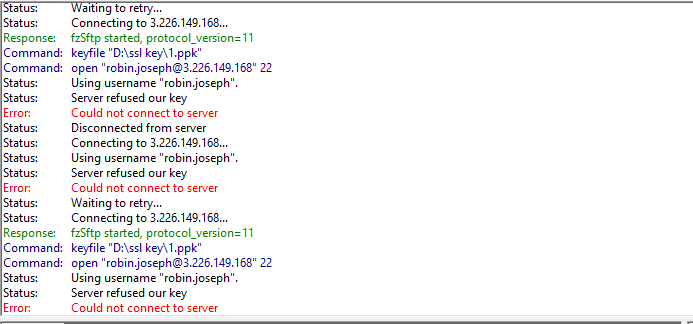 Status: Waiting to retry...
Status: Connecting to 3.226.149.168...
Response: fzSftp started, protocol_version=11
Command: keyfile "D:\ssl key\1.ppk"
Command: open "robin.joseph@3.226.149.168" 22
Status: Using username "robin.joseph".
Status: Server refused our key
Error: Could not connect to server
Status: Disconnected from server
Status: Connecting to 3.226.149.168...
Status: Using username "robin.joseph".
Status: Server refused our key
Error: Could not connect to server
Status: Waiting to retry...
Status: Connecting to 3.226.149.168...
Response: fzSftp started, protocol_version=11
Command: keyfile "D:\ssl key\1.ppk"
Command: open "robin.joseph@3.226.149.168" 22
Status: Using username "robin.joseph".
Status: Server refused our key
Error: Could not connect to server